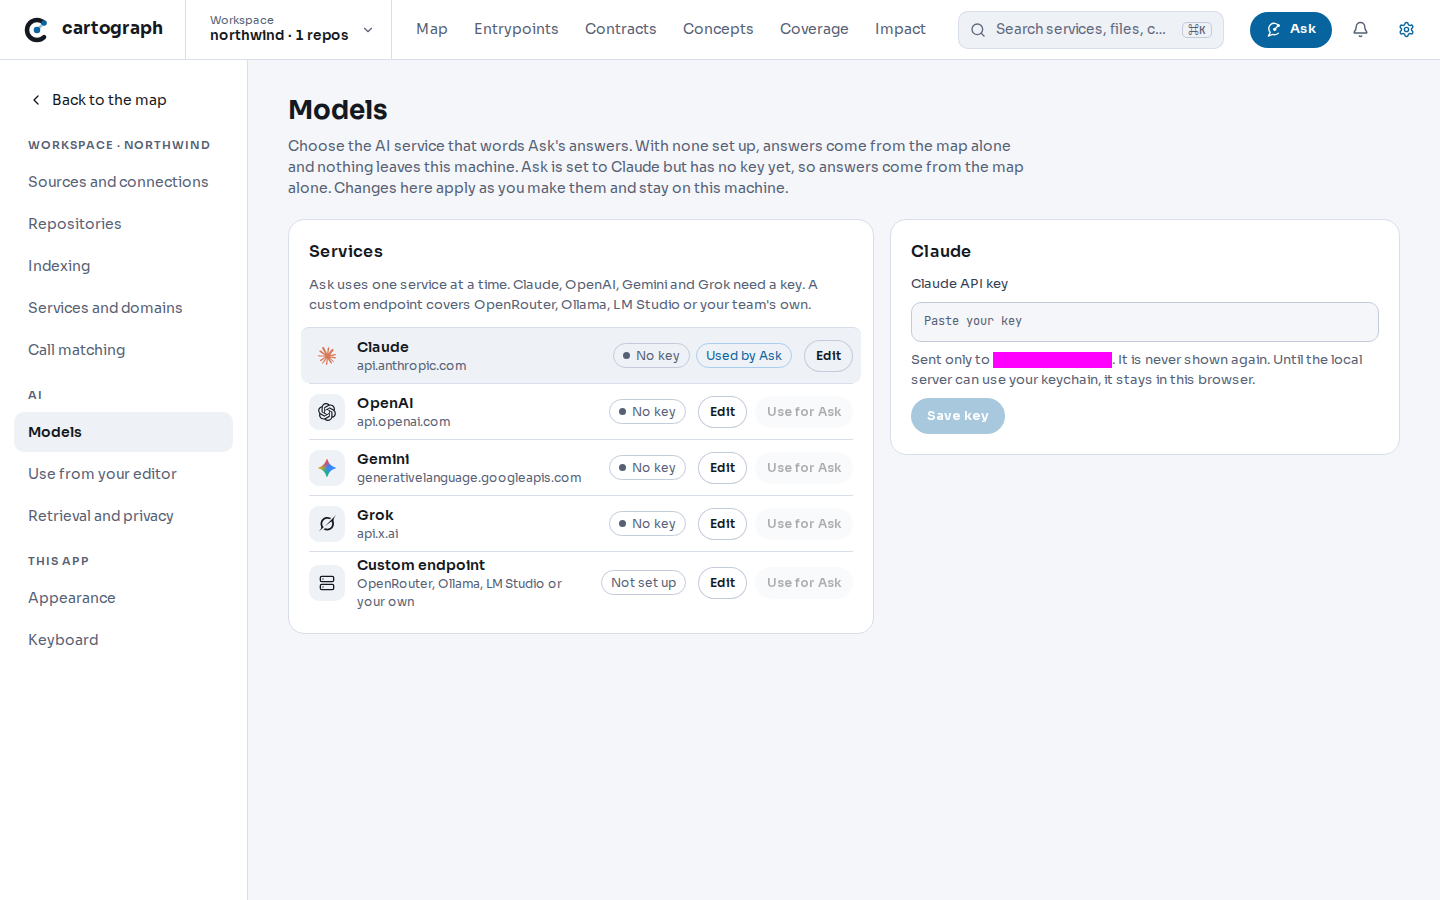 cartograph
Workspace
northwind · 1 repos
Map
Entrypoints
Contracts
Concepts
Coverage
Impact
Search services, files, c...
⌘K
Ask
Back to the map
WORKSPACE · NORTHWIND
Sources and connections
Repositories
Indexing
Services and domains
Call matching
AI
Models
Use from your editor
Retrieval and privacy
THIS APP
Appearance
Keyboard
Models
Choose the AI service that words Ask's answers. With none set up, answers come from the map alone
and nothing leaves this machine. Ask is set to Claude but has no key yet, so answers come from the map
alone. Changes here apply as you make them and stay on this machine.
Services
Ask uses one service at a time. Claude, OpenAI, Gemini and Grok need a key. A
custom endpoint covers OpenRouter, Ollama, LM Studio or your team's own.
Claude
api.anthropic.com
No key
Used by Ask
Edit
OpenAI
api.openai.com
No key
Edit
Use for Ask
Gemini
generativelanguage.googleapis.com
No key
Edit
Use for Ask
Grok
api.x.ai
No key
Edit
Use for Ask
Custom endpoint
OpenRouter, Ollama, LM Studio or
your own
Not set up
Edit
Use for Ask
Claude
Claude API key
Paste your key
Sent only to . It is never shown again. Until the local
server can use your keychain, it stays in this browser.
Save key